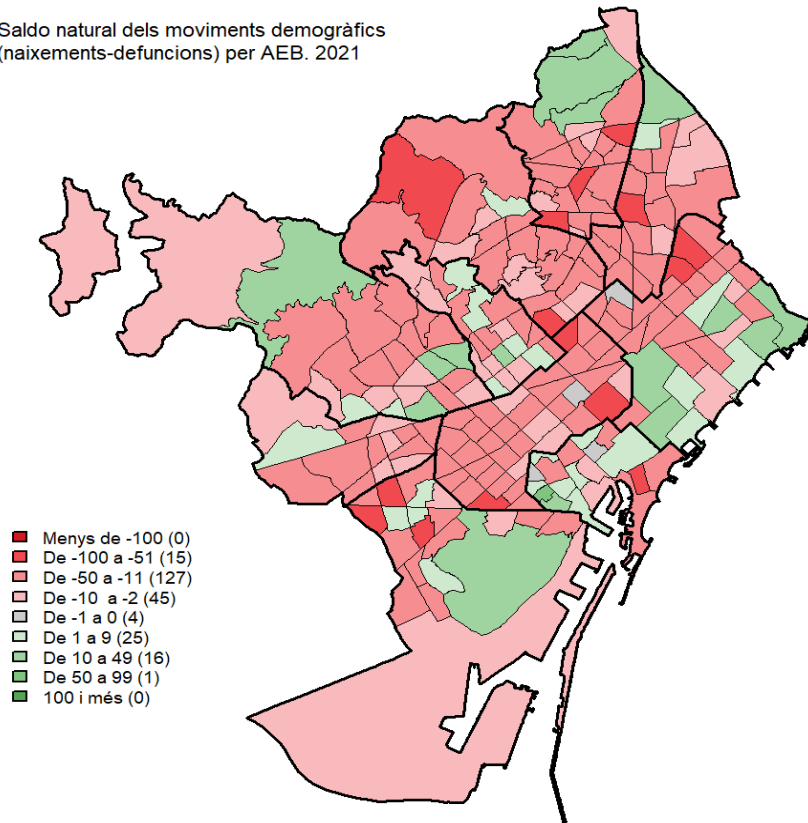 Saldo natural dels moviments demogràfics
(naixements-defuncions) per AEB. 2021
Menys de -100 (0)
De -100 a -51 (15)
De -50 a -11 (127)
De -10 a -2 (45)
De -1 a 0 (4)
De 1 a 9 (25)
De 10 a 49 (16)
De 50 a 99 (1)
100 i més (0)